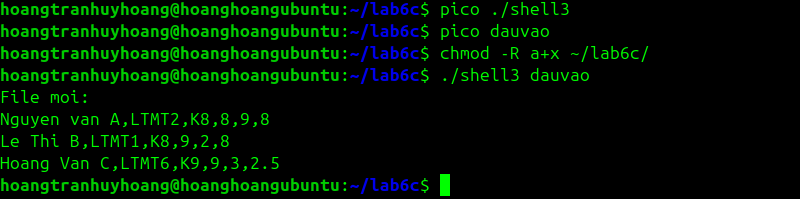 hoangtranhuyhoang@hoanghoangubuntu:~/lab6c$ pico ./shell3
hoangtranhuyhoang@hoanghoangubuntu:~/lab6c$ pico dauvao
hoangtranhuyhoang@hoanghoangubuntu:~/lab6c$ chmod -R a+x ~/lab6c/
hoangtranhuyhoang@hoanghoangubuntu:~/lab6c$ ./shell3 dauvao
File moi:
Nguyen van A,LTMT2,K8,8,9,8
Le Thi B,LTMT1,K8,9,2,8
Hoang Van C,LTMT6,K9,9,3,2.5
hoangtranhuyhoang@hoanghoangubuntu:~/lab6c$